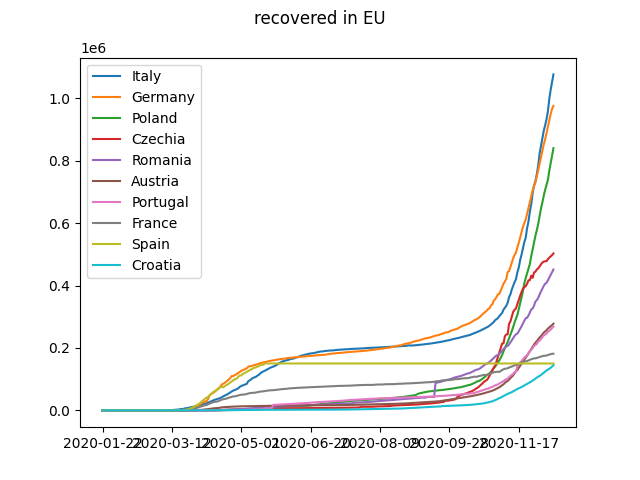 recovered in EU
1e6
Italy
Germany
Poland
Czechia
Romania
Austria
Portugal
France
Spain
Croatia
1.0
0.8
0.6
0.4
0.2
0.0
2020-01-22 2020-03-12 2020-05-01 2020-06-20 2020-08-09 2020-09-28 2020-11-17